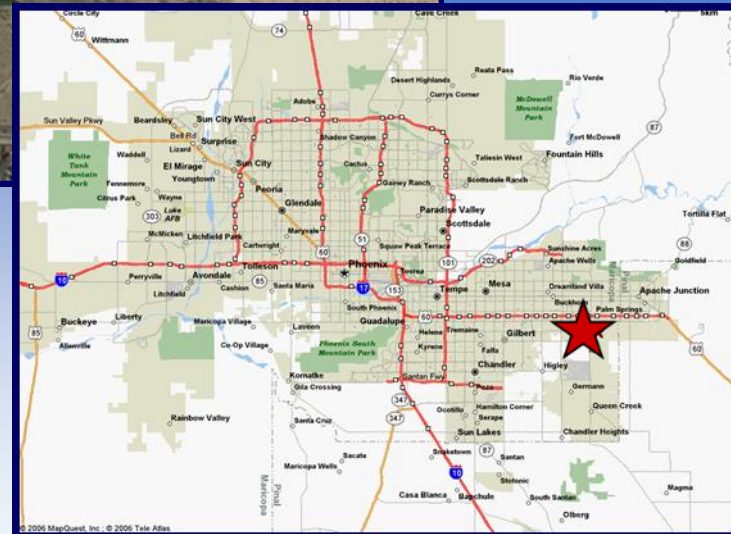 Circle City
60
Wittmann
74
Cave Creek
5km
Reata Pass
Rio Verde
Desert Highlands
Currys Corner
McDowell
Mountain
Park
87
Adobe
Sun Valley Pkwy
Beardsley
Sun City West
Bell Rd
Surprise
Lizard
Shadow Canyon
Fort McDowell
White
Tank
Mountain
Park
Waddell
El Mirage
Sun City
Youngtown
Cactus
Taliesin West
Fountain Hills
Peoria
Gainey Ranch
Scottsdale Ranch
Fennemore
Citrus Park
Wayne
Luke
AFB
303
Glendale
Paradise Valley
Scottsdale
Tortilla Flat
McMicken
Litchfield Park
Maryvale
Cartwright
60
51
Squaw Peak Terrace
101
202
Sunshine Acres
88
Goldfield
10
Perryville
Avondale
Tolleson
Phoenix
Apache Wells
Maricopa
Pinal
Litchfield
Cashion
85
Santa Maria
17
153
Tempe
Mesa
Dreamland Villa
Apache Junction
Palm Springs
85
Buckeye
Liberty
Maricopa Village
South Phoenix
60
Allenville
Laveen
Guadalupe
Helena
Tremaine
Gilbert
60
Co-Op Village
Phoenix South
Mountain Park
Kyrene
Falfa
Chandler
Higley
Kornatke
Santan Fwy
Germann
Gila Crossing
347
Ocotillo
Hamilton Corner
Serape
Queen Creek
Rainbow Valley
Santa Cruz
347
Sun Lakes
Chandler Heights
Maricopa
Pinal
Sacate
Snaketown
87
Santan
Maricopa Wells
10
Sfotonic
Magma
Casa Blanca
Bapchule
South Santan
Olberg
© 2006 MapQuest, Inc.; © 2006 Tele Atlas